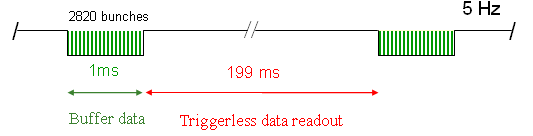 2820 bunches
5 Hz
1ms
199 ms
Buffer data
Triggerless data readout